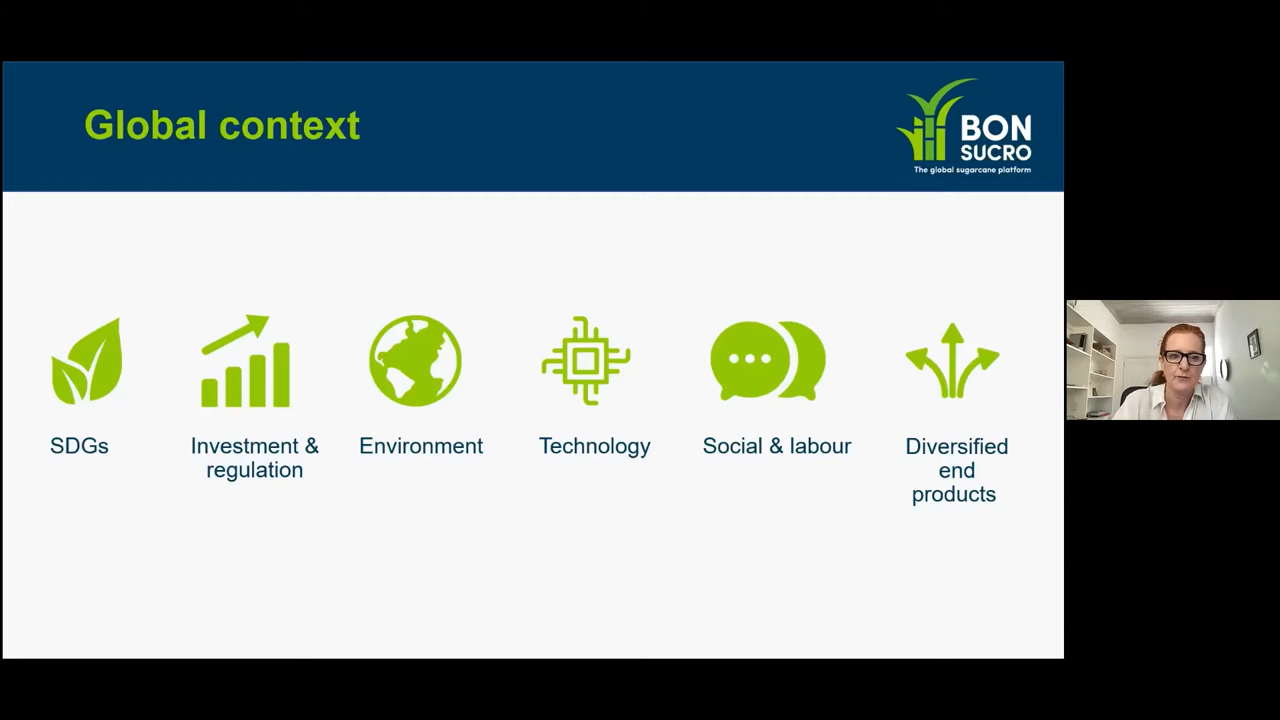 Global context
BON
SUCRO
The global sugarcane platform
SDGs
Investment &
regulation
Environment
Technology
Social & labour
Diversified
end
products